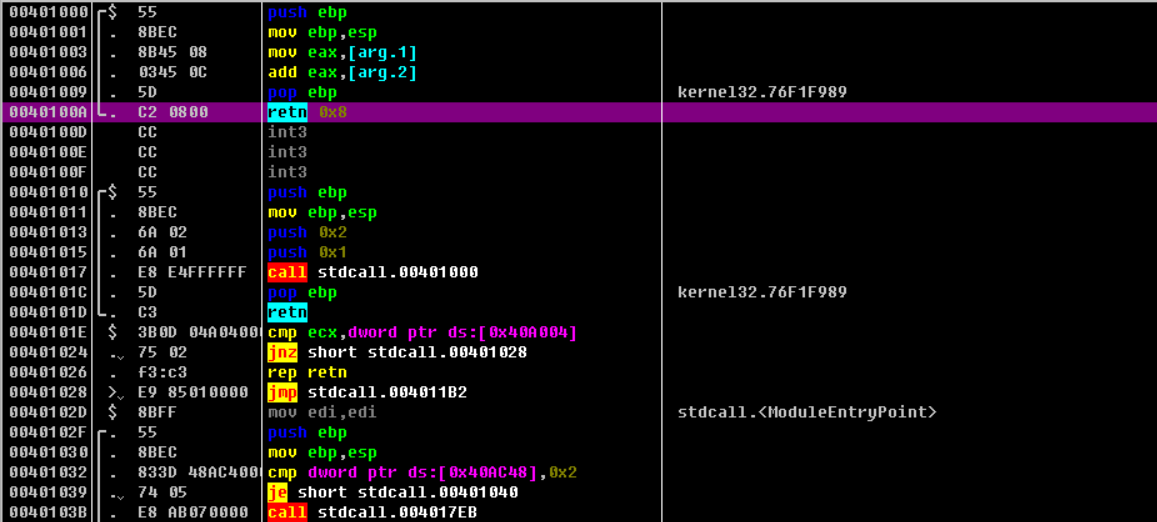 00401000 $ 55 push ebp
00401001 . 8BEC mov ebp,esp
00401003 . 8B45 08 mov eax,[arg.1]
00401006 . 0345 0C add eax,[arg.2]
00401009 . 5D pop ebp kernel32.76F1F989
0040100A . C2 0800 retn 0x8
0040100D CC int3
0040100E CC int3
0040100F CC int3
00401010 $ 55 push ebp
00401011 . 8BEC mov ebp,esp
00401013 . 6A 02 push 0x2
00401015 . 6A 01 push 0x1
00401017 . E8 E4FFFFFF call stdcall.00401000
0040101C . 5D pop ebp kernel32.76F1F989
0040101D . C3 retn
0040101E $ 3B0D 04A0400 cmp ecx,dword ptr ds:[0x40A004]
00401024 . 75 02 jnz short stdcall.00401028
00401026 . f3:c3 rep retn
00401028 > E9 85010000 jmp stdcall.004011B2
0040102D $ 8BFF mov edi,edi stdcall.<ModuleEntryPoint>
0040102F . 55 push ebp
00401030 . 8BEC mov ebp,esp
00401032 . 833D 48AC400 cmp dword ptr ds:[0x40AC48],0x2
00401039 . 74 05 je short stdcall.00401040
0040103B . E8 AB070000 call stdcall.004017EB